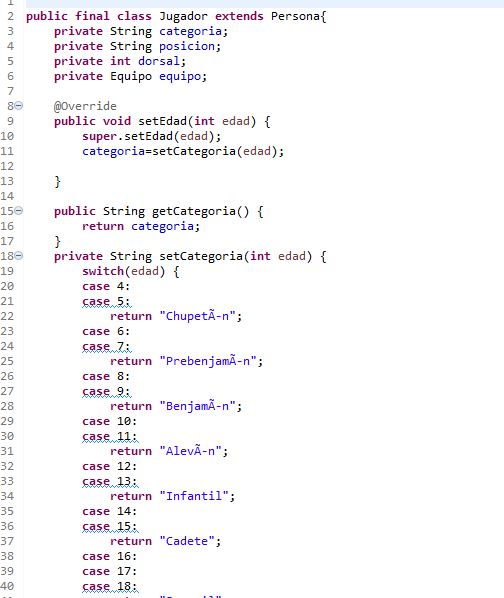 1
2 public final class Jugador extends Persona{
3 private String categoria;
4 private String posicion;
5 private int dorsal;
6 private Equipo equipo;
7
8 @Override
9 public void setEdad(int edad) {
10 super.setEdad(edad);
11 categoria=setCategoria(edad);
12
13 }
14
15 public String getCategoria() {
16 return categoria;
17 }
18 private String setCategoria(int edad) {
19 switch(edad) {
20 case 4:
21 case 5:
22 return "ChupetÃ-n";
23 case 6:
24 case 7:
25 return "PrebenjamÃ-n";
26 case 8:
27 case 9:
28 return "BenjamÃ-n";
29 case 10:
30 case 11:
31 return "AlevÃ-n";
32 case 12:
33 case 13:
34 return "Infantil";
35 case 14:
36 case 15:
37 return "Cadete";
38 case 16:
39 case 17:
40 case 18: